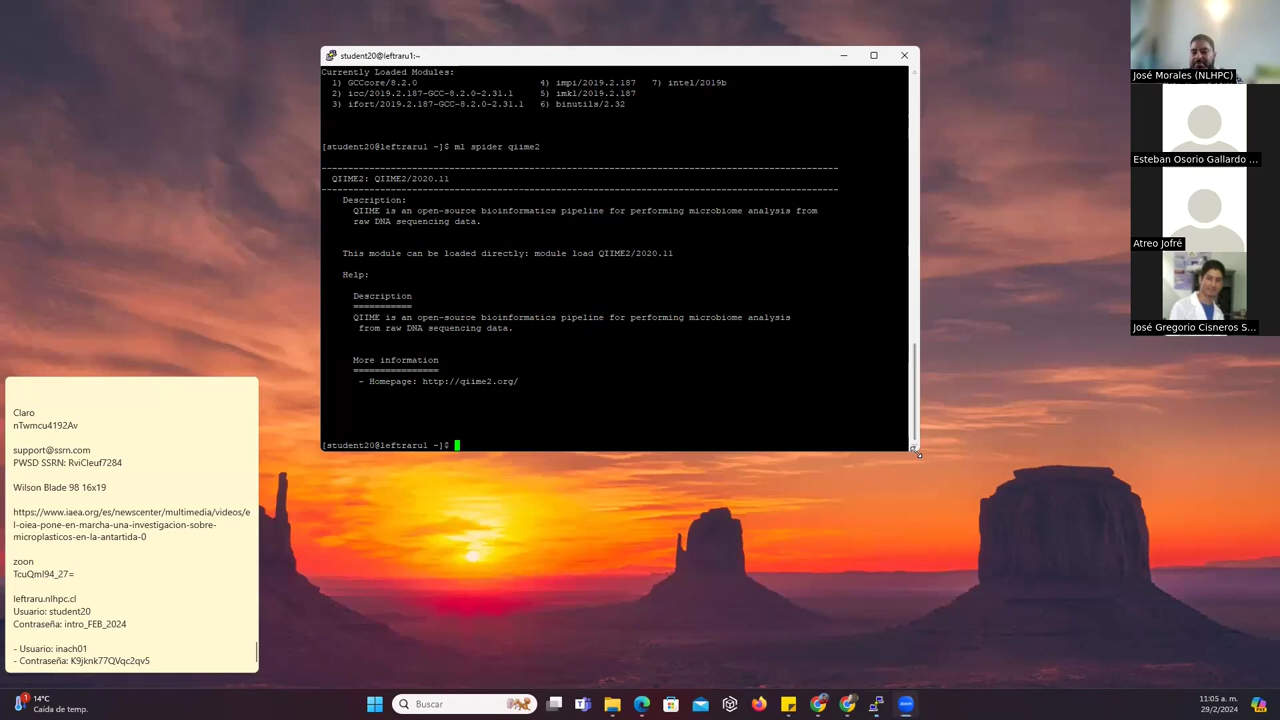 student20@leftraru1:~
Currently Loaded Modules:
1) GCCcore/8.2.0 4) impi/2019.2.187 7) intel/2019b
2) icc/2019.2.187-GCC-8.2.0-2.31.1 5) imkl/2019.2.187
3) ifort/2019.2.187-GCC-8.2.0-2.31.1 6) binutils/2.32
[student20@leftraru1 ~]$ ml spider qiime2
--------------------------------------------------------------------------------
QIIME2: QIIME2/2020.11
--------------------------------------------------------------------------------
Description:
QIIME is an open-source bioinformatics pipeline for performing microbiome analysis from
raw DNA sequencing data.
This module can be loaded directly: module load QIIME2/2020.11
Help:
Description
===========
QIIME is an open-source bioinformatics pipeline for performing microbiome analysis
from raw DNA sequencing data.
More information
================
- Homepage: http://qiime2.org/
[student20@leftraru1 ~]$
José Morales (NLHPC)
Esteban Osorio Gallardo ...
Atreo Jofré
José Gregorio Cisneros S...
Claro
nTwmcu4192Av
support@ssrn.com
PWSD SSRN: RviCleuf7284
Wilson Blade 98 16x19
https://www.iaea.org/es/newscenter/multimedia/videos/e
l-oiea-pone-en-marcha-una-investigacion-sobre-
microplasticos-en-la-antartida-0
zoon
TcuQml94_27=
leftraru.nlhpc.cl
Usuario: student20
Contraseña: intro_FEB_2024
- Usuario: inach01
- Contraseña: K9jknk77QVqc2qv5
1
14°C
Caída de temp.
Buscar
11:05 a. m.
29/2/2024